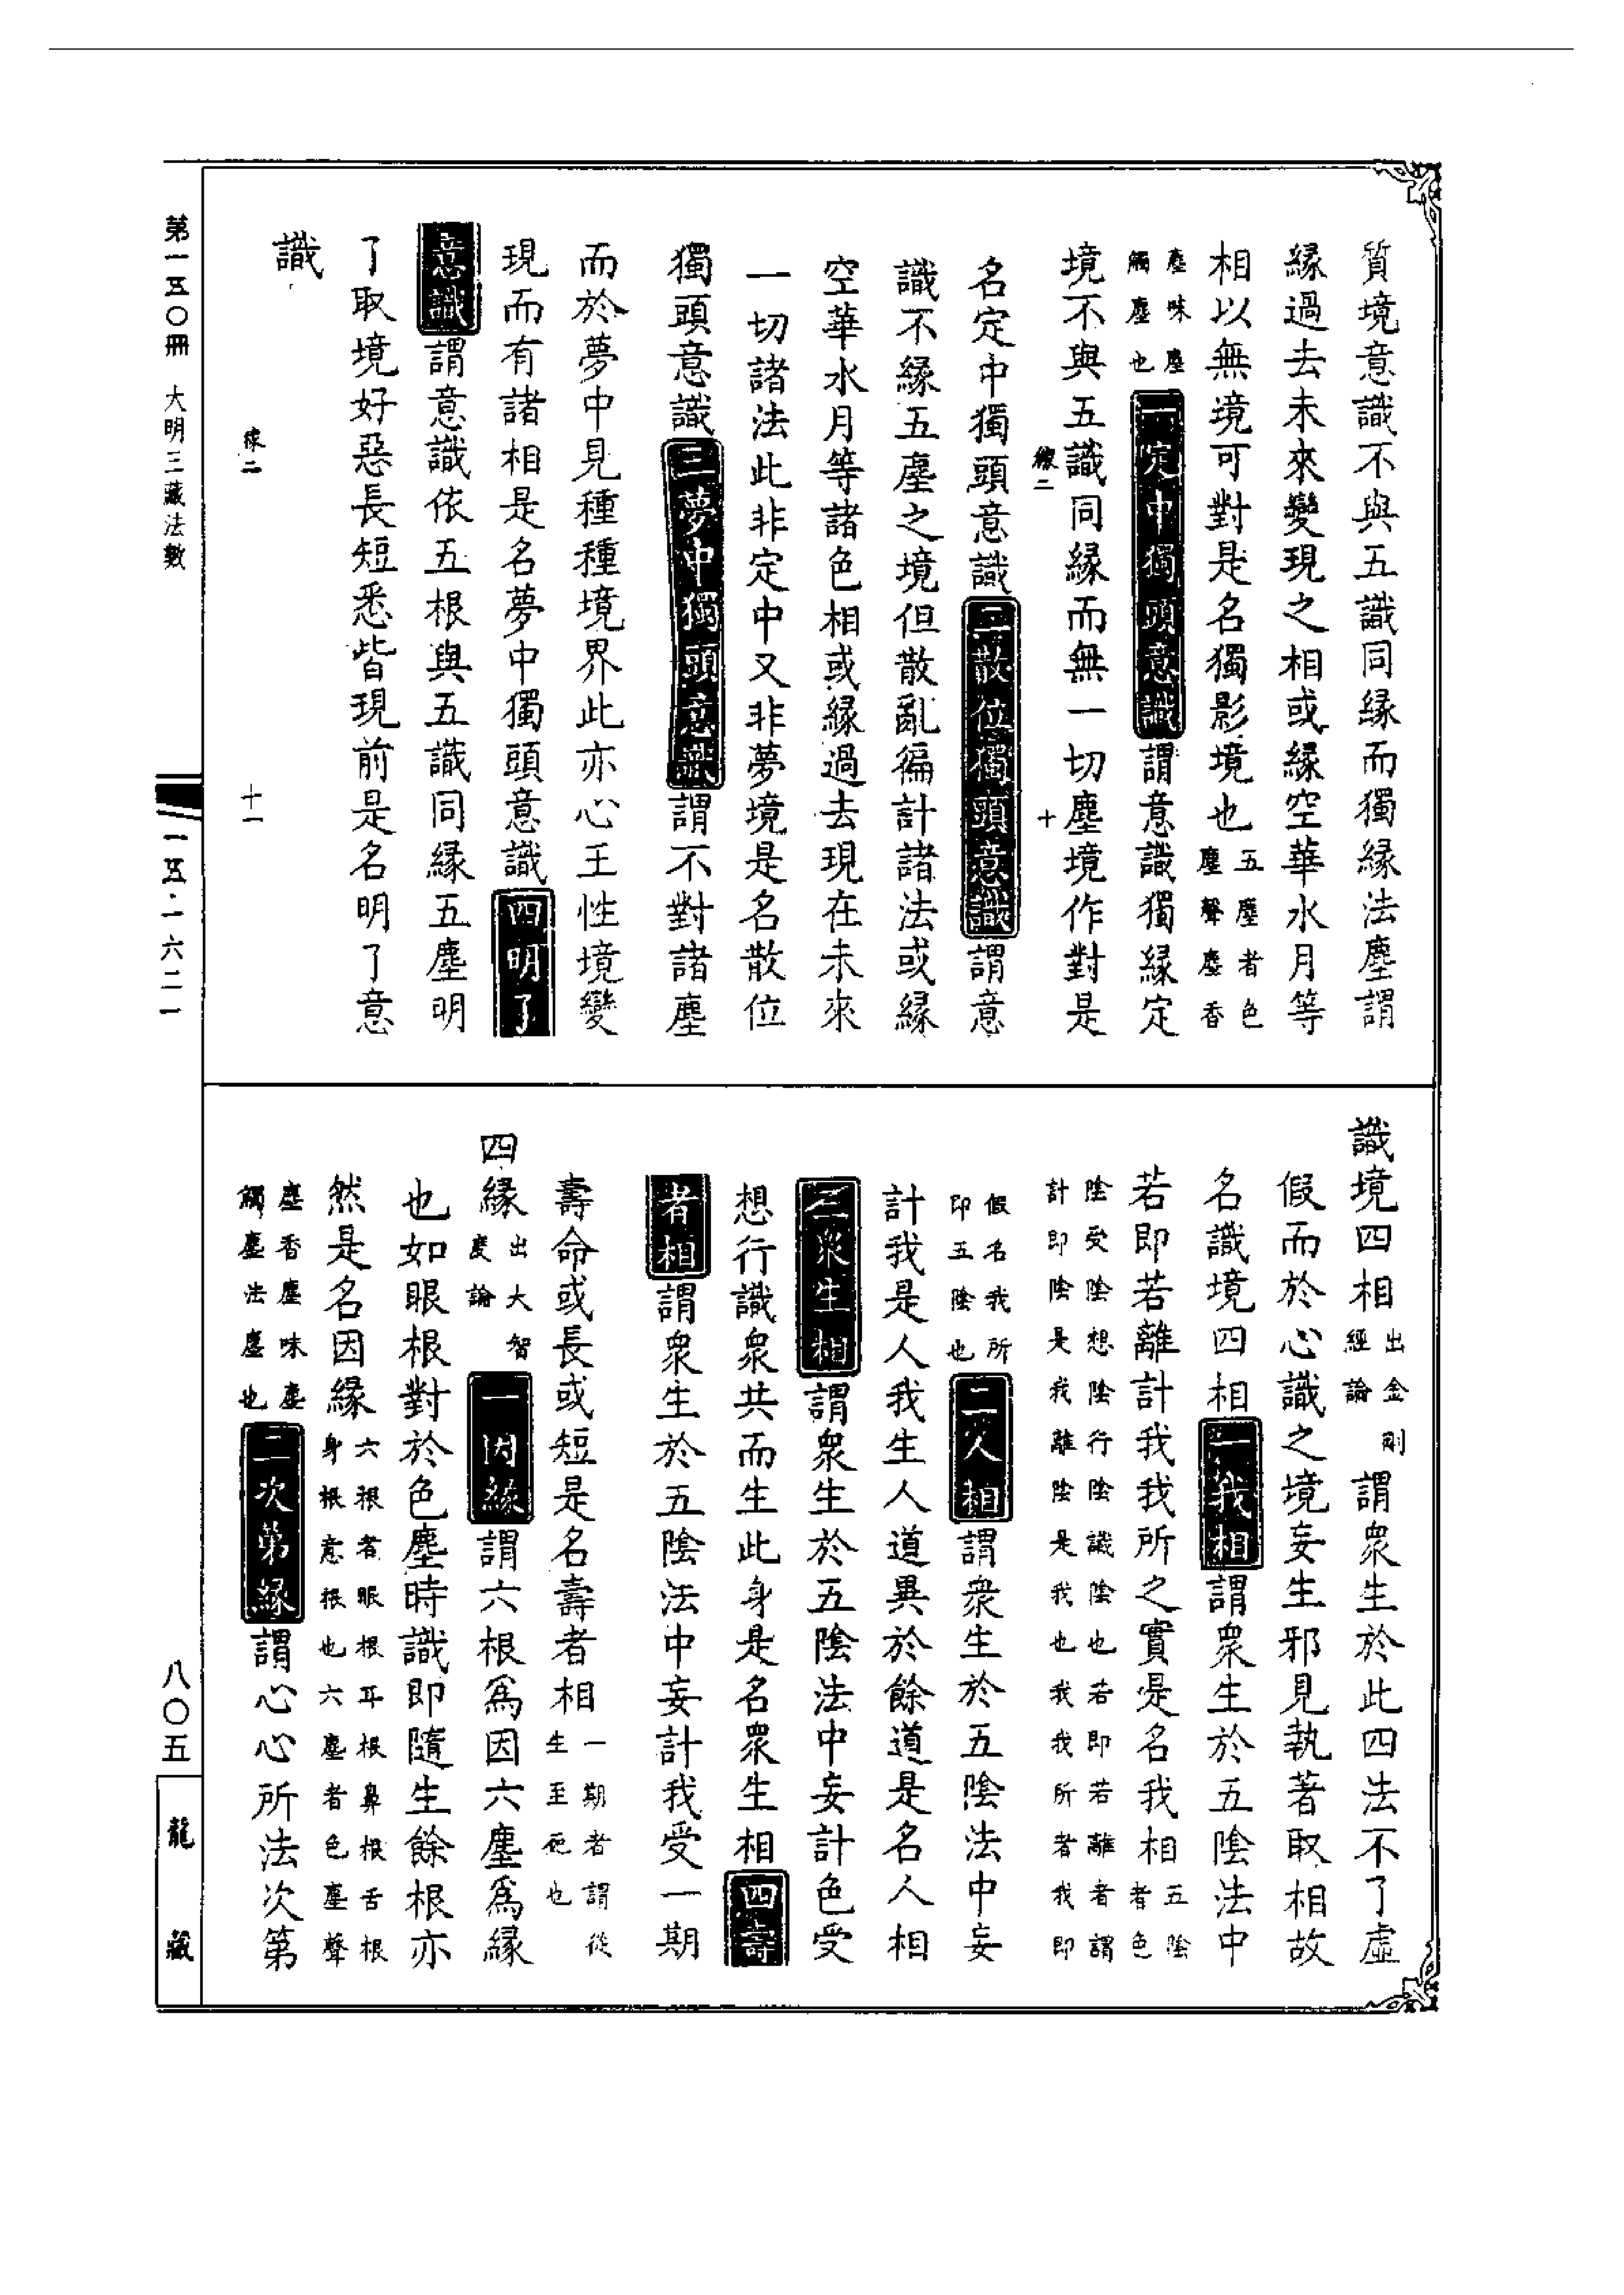 質境意識不與五識同緣而獨緣法塵謂
緣過去未來變現之相或緣空華水月等
相以無境可對是名獨影境也五塵者色塵聲塵香
塵味塵觸塵也一定中獨頭意識謂意識獨緣定
境不與五識同緣而無一切塵境作對是
名定中獨頭意識二散位獨頭意識謂意
識不緣五塵之境但散亂徧計諸法或緣
空華水月等諸色相或緣過去現在未來
一切諸法此非定中又非夢境是名散位
獨頭意識三夢中獨頭意識謂不對諸塵
而於夢中見種種境界此亦心王性境變
現而有諸相是名夢中獨頭意識四明了
意識謂意識依五根與五識同緣五塵明
了取境好惡長短悉皆現前是名明了意
識
稼二
十
稼二
十一
識境四相出金剛經論謂眾生於此四法不了虛
假而於心識之境妄生邪見執著取相故
名識境四相一我相謂眾生於五陰法中
若即若離計我我所之實是名我相五陰者色
陰受陰想陰行陰識陰也若即若離者謂計即陰是我離陰是我也我我所者我即
假名我所即五陰也二人相謂眾生於五陰法中妄
計我是人我生人道異於餘道是名人相
三眾生相謂眾生於五陰法中妄計色受
想行識眾共而生此身是名眾生相四壽
者相謂眾生於五陰法中妄計我受一期
壽命或長或短是名壽者相一期者謂從生至死也
四緣出大智度論一因緣謂六根為因六塵為緣
也如眼根對於色塵時識即隨生餘根亦
然是名因緣六根者眼根耳根鼻根舌根身根意根也六塵者色塵聲
塵香塵味塵觸塵法塵也二次第緣謂心心所法次第
第一五〇冊 大明三藏法數
一五·一六二一
八〇五
龍藏